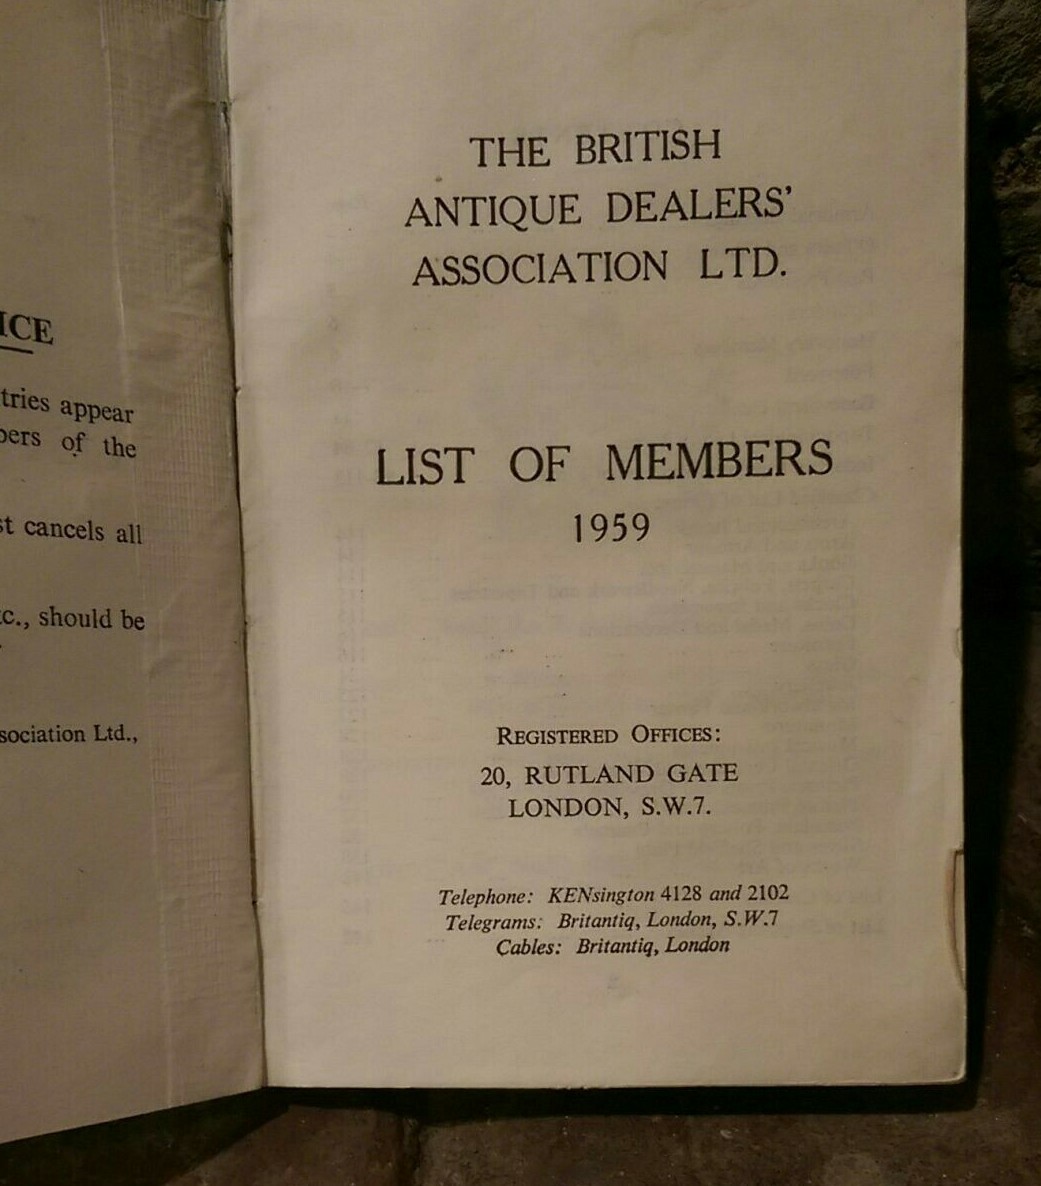 ICE
tries appear
of the
st cancels all
should be
sociation Ltd.,
THE BRITISH
ANTIQUE DEALERS'
ASSOCIATION LTD.
LIST OF MEMBERS
1959
REGISTERED OFFICES:
20, RUTLAND GATE
LONDON, S.W.7.
Telephone: KENsington 4128 and 2102
Telegrams: Britantiq, London, S.W.7
Cables: Britantiq, London